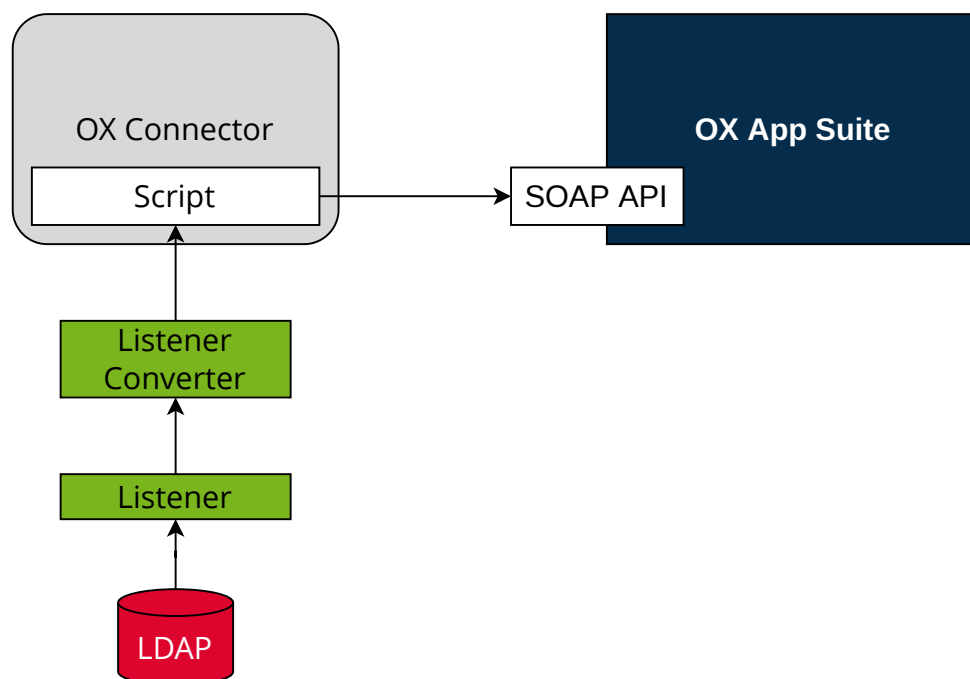 OX Connector
OX App Suite
Script
SOAP API
Listener
Converter
Listener
LDAP